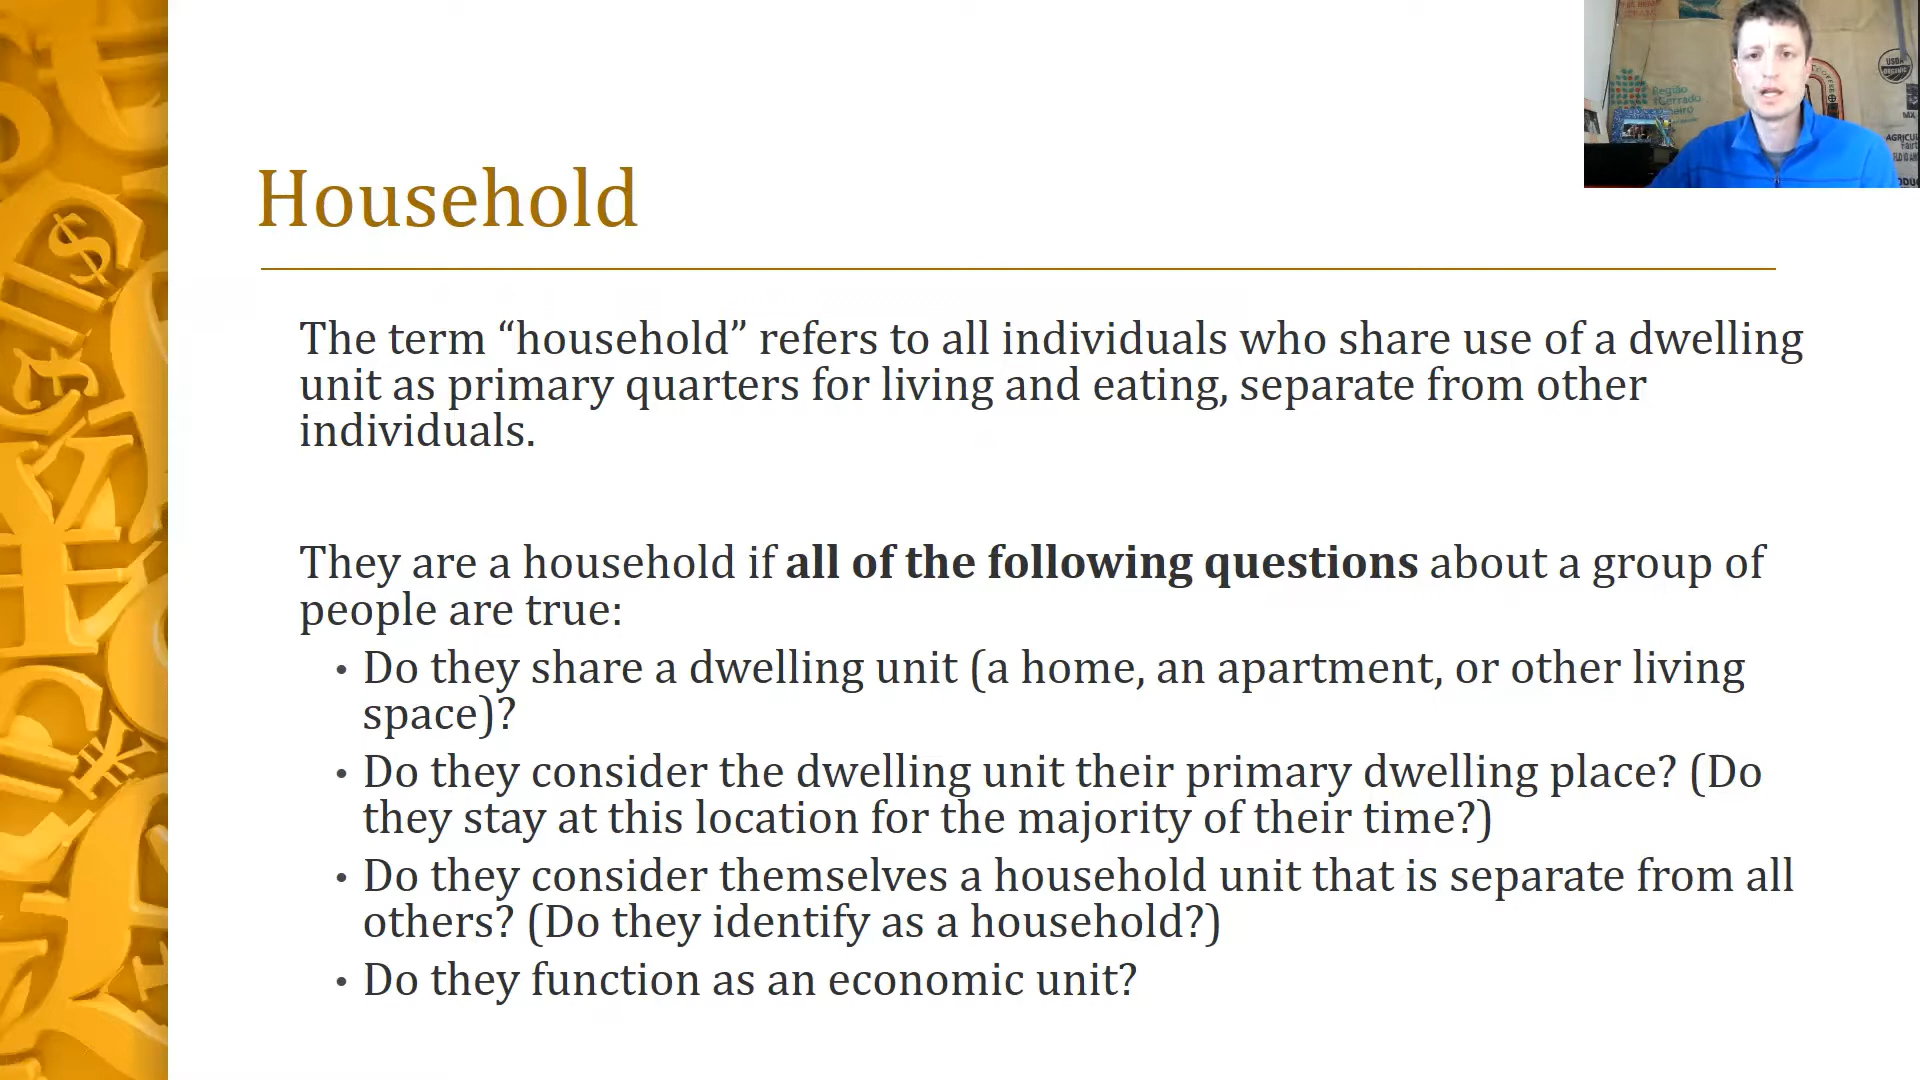 Household
The term “household” refers to all individuals who share use of a dwelling
unit as primary quarters for living and eating, separate from other
individuals.
They are a household if all of the following questions about a group of
people are true:
• Do they share a dwelling unit (a home, an apartment, or other living
space)?
• Do they consider the dwelling unit their primary dwelling place? (Do
they stay at this location for the majority of their time?)
• Do they consider themselves a household unit that is separate from all
others? (Do they identify as a household?)
• Do they function as an economic unit?
Região
Cerrado
USDA
ORGANIC
MX